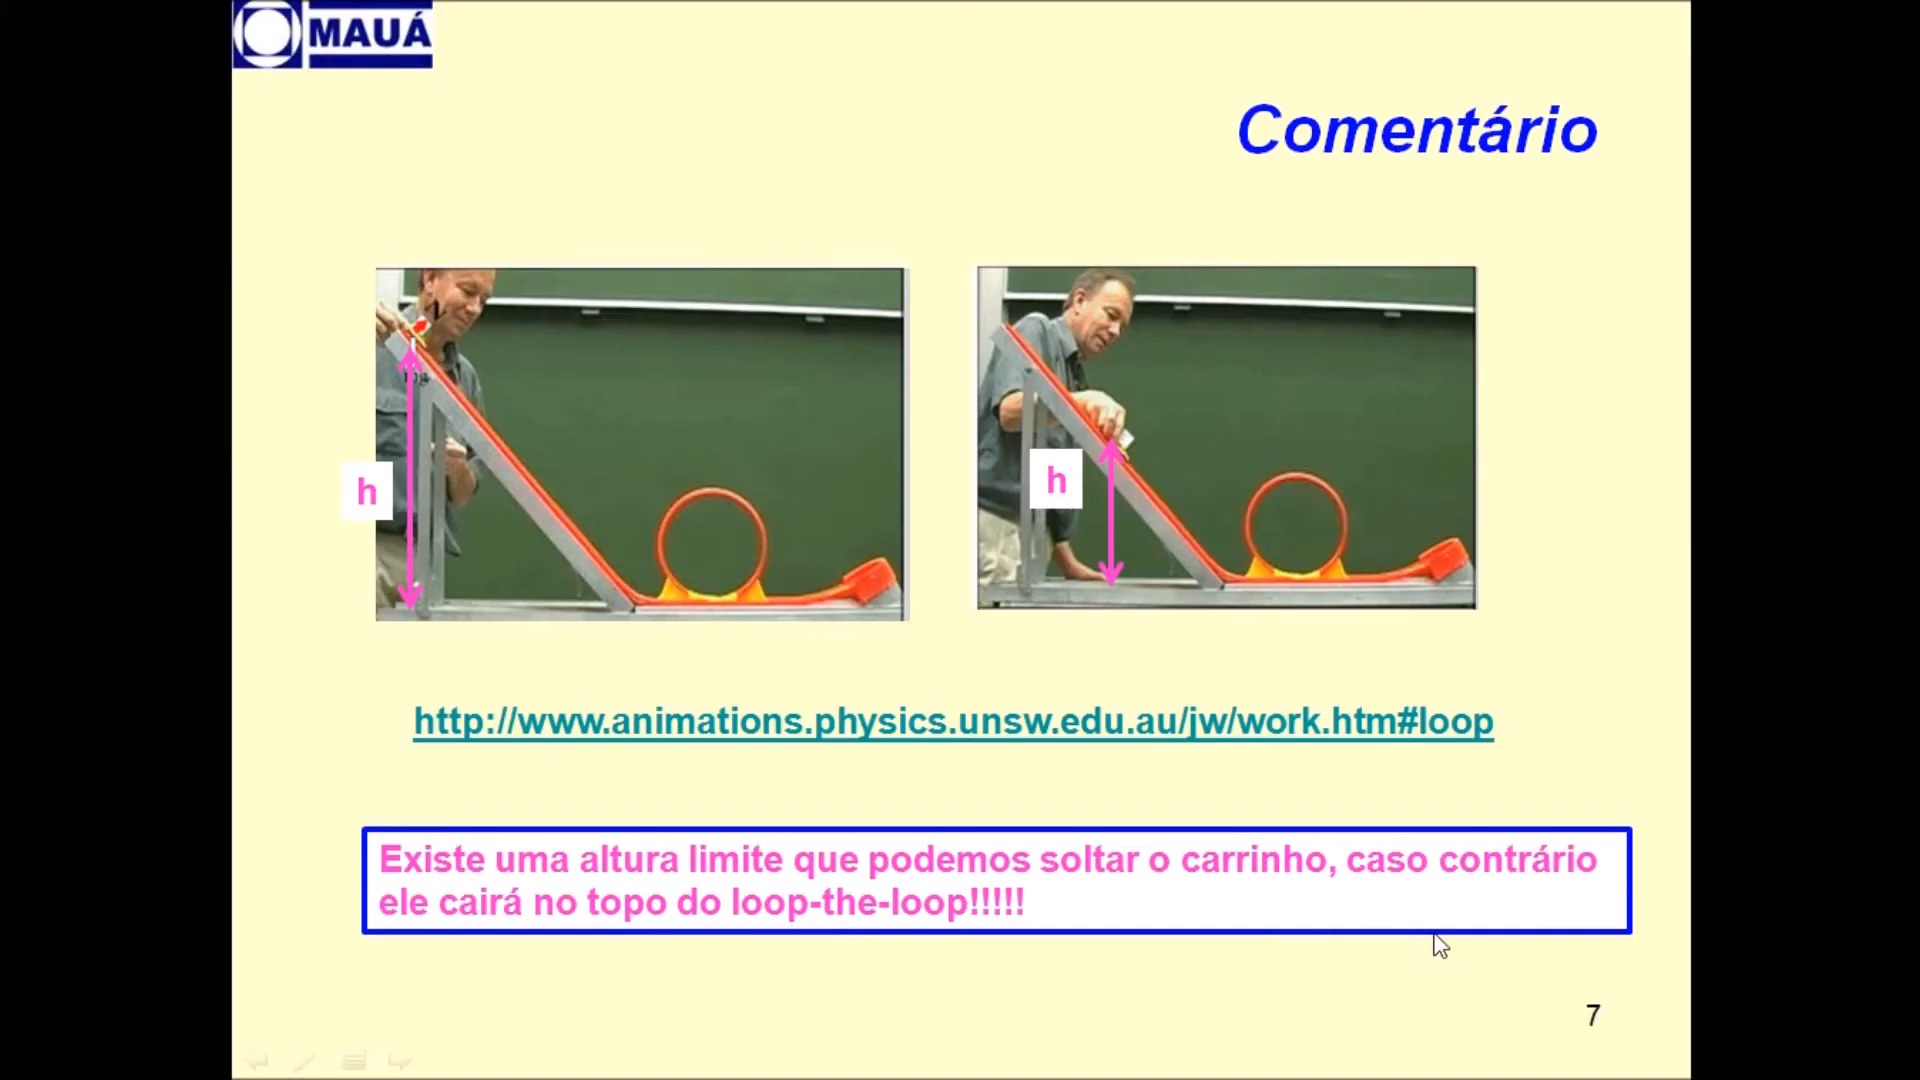 MAUÁ
Comentário
h
h
http://www.animations.physics.unsw.edu.au/jw/work.htm#loop
Existe uma altura limite que podemos soltar o carrinho, caso contrário
ele cairá no topo do loop-the-loop!!!!!
7